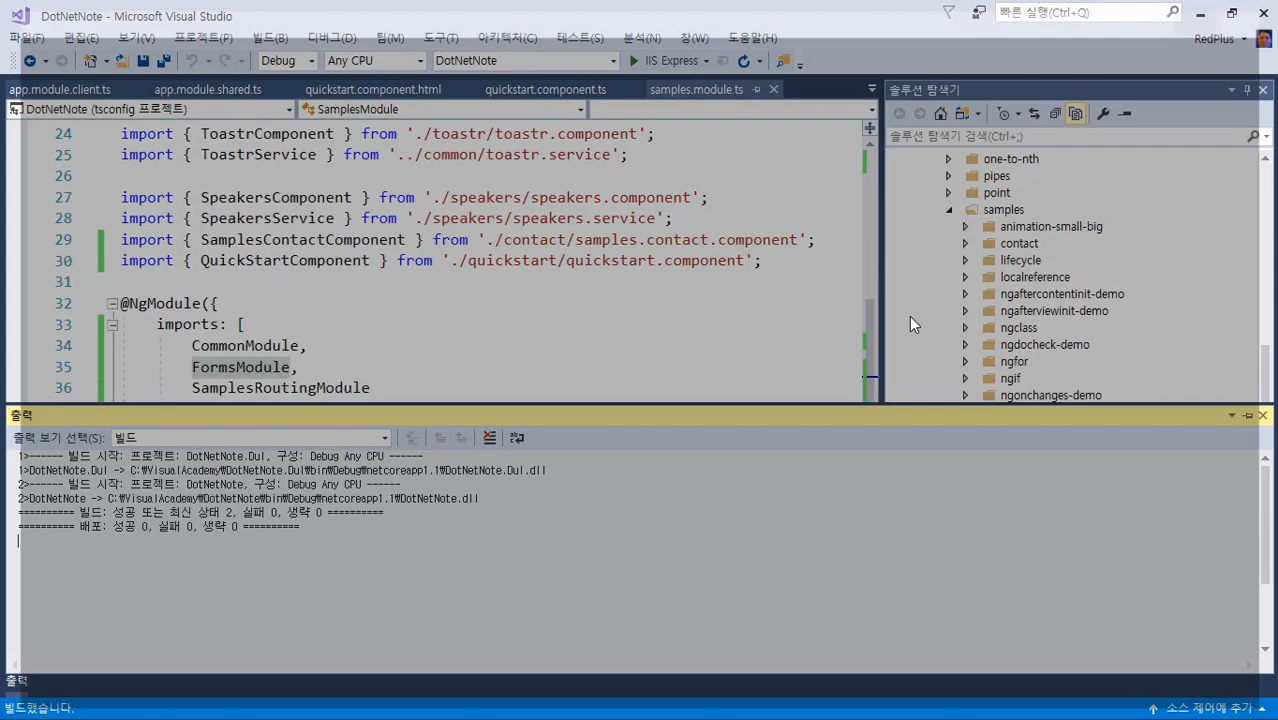 DotNetNote - Microsoft Visual Studio
빠른 실행(Ctrl+Q)
파일(F) 편집(E) 보기(V) 프로젝트(P) 빌드(B) 디버그(D) 팀(M) 도구(T) 아키텍처(C) 테스트(S) 분석(N) 창(W) 도움말(H)
RedPlus
Debug Any CPU DotNetNote IIS Express
app.module.client.ts app.module.shared.ts quickstart.component.html quickstart.component.ts samples.module.ts
솔루션 탐색기
DotNetNote (tsconfig 프로젝트) SamplesModule
24 import { ToastrComponent } from './toastr/toastr.component';
25 import { ToastrService } from '../common/toastr.service';
26
27 import { SpeakersComponent } from './speakers/speakers.component';
28 import { SpeakersService } from './speakers/speakers.service';
29 import { SamplesContactComponent } from './contact/samples.contact.component';
30 import { QuickStartComponent } from './quickstart/quickstart.component';
31
32 @NgModule({
33 imports: [
34 CommonModule,
35 FormsModule,
36 SamplesRoutingModule
솔루션 탐색기 검색(Ctrl+;)
one-to-nth
pipes
point
samples
animation-small-big
contact
lifecycle
localreference
ngaftercontentinit-demo
ngafterviewinit-demo
ngclass
ngdocheck-demo
ngfor
ngif
ngonchanges-demo
출력
출력 보기 선택(S): 빌드
1>------ 빌드 시작: 프로젝트: DotNetNote.Dul, 구성: Debug Any CPU ------
1>DotNetNote.Dul -> C:₩VisualAcademy₩DotNetNote.Dul₩bin₩Debug₩netcoreapp1.1₩DotNetNote.Dul.dll
2>------ 빌드 시작: 프로젝트: DotNetNote, 구성: Debug Any CPU ------
2>DotNetNote -> C:₩VisualAcademy₩DotNetNote₩bin₩Debug₩netcoreapp1.1₩DotNetNote.dll
========== 빌드: 성공 또는 최신 상태 2, 실패 0, 생략 0 ==========
========== 배포: 성공 0, 실패 0, 생략 0 ==========
출력
빌드했습니다.
소스 제어에 추가